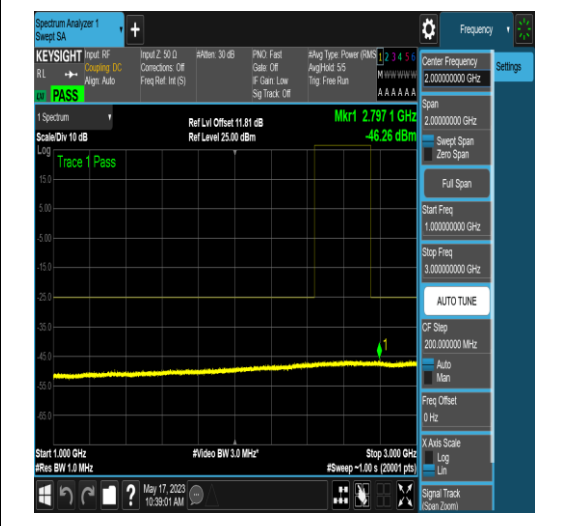 Spectrum Analyzer 1
Swept SA
Frequency
KEYSIGHT
RL
PASS
Input: RF
Coupling: DC
Align: Auto
Input Z: 50 Ω
Corrections: Off
Freq Ref: Int (S)
#Atten: 30 dB
PNO: Fast
Gate: Off
IF Gain: Low
Sig Track: Off
#Avg Type: Power (RMS
Avg|Hold: 5/5
Trig: Free Run
1 2 3 4 5 6
M W W W W W
A A A A A A
1 Spectrum
Scale/Div 10 dB
Ref Lvl Offset 11.81 dB
Ref Level 25.00 dBm
Mkr1 2.797 1 GHz
-46.26 dBm
Log
Trace 1 Pass
15.0
5.00
-5.00
-15.0
-25.0
-35.0
-45.0
-55.0
-65.0
1
Start 1.000 GHz
#Res BW 1.0 MHz
#Video BW 3.0 MHz*
Stop 3.000 GHz
#Sweep ~1.00 s (20001 pts)
May 17, 2023
10:39:01 AM
?
Center Frequency
2.000000000 GHz
Settings
Span
2.00000000 GHz
Swept Span
Zero Span
Full Span
Start Freq
1.000000000 GHz
Stop Freq
3.000000000 GHz
AUTO TUNE
CF Step
200.000000 MHz
Auto
Man
Freq Offset
0 Hz
X Axis Scale
Log
Lin
Signal Track
(Span Zoom)